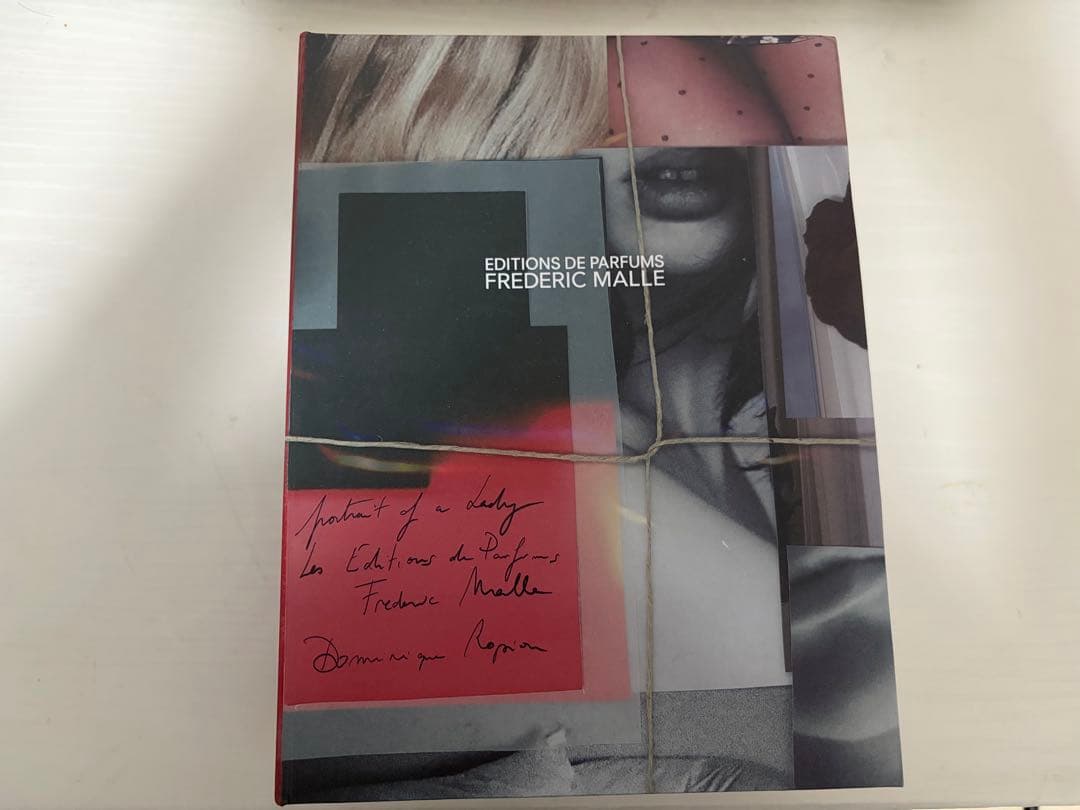 EDITIONS DE PARFUMS
FREDERIC MALLE
portrait of a Lady
Les Editions de Parfums
Frederic Malle
Dominique Ropion